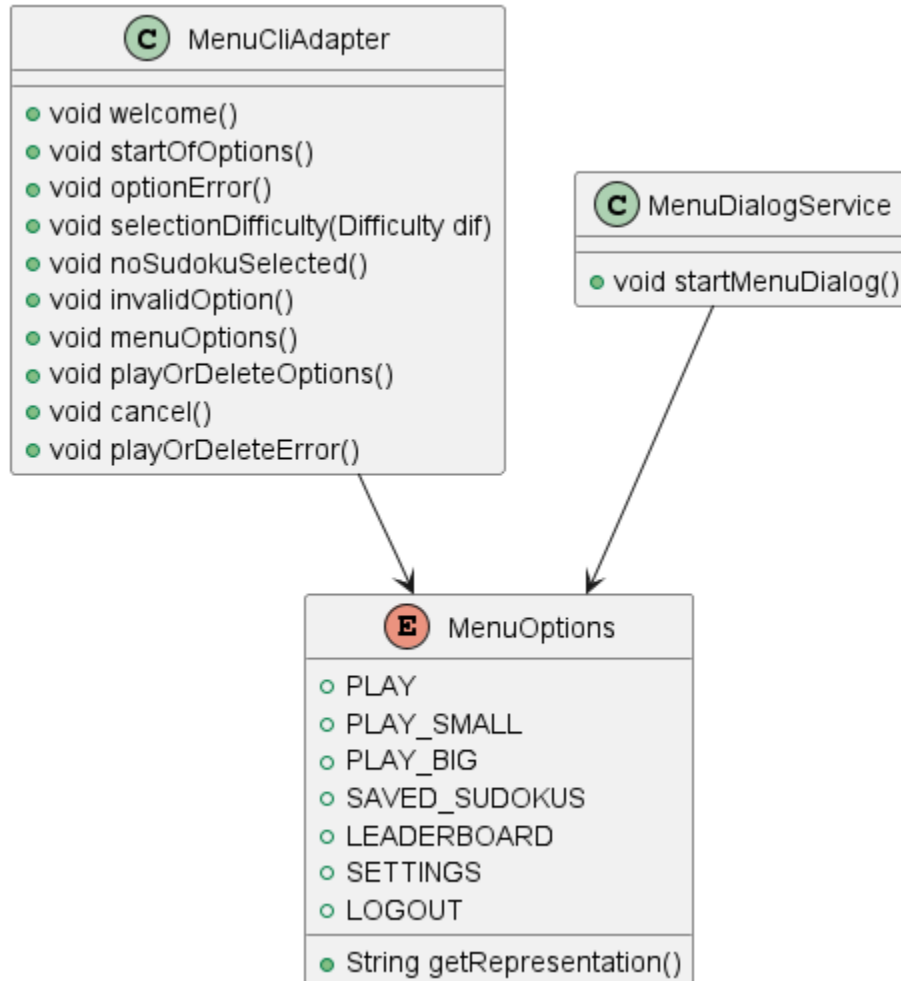 C MenuCliAdapter
void welcome()
void startOfOptions()
void optionError()
void selectionDifficulty(Difficulty dif)
void noSudokuSelected()
void invalidOption()
void menuOptions()
void playOrDeleteOptions()
void cancel()
void playOrDeleteError()
C MenuDialogService
void startMenuDialog()
E MenuOptions
PLAY
PLAY_SMALL
PLAY_BIG
SAVED_SUDOKUS
LEADERBOARD
SETTINGS
LOGOUT
String getRepresentation()